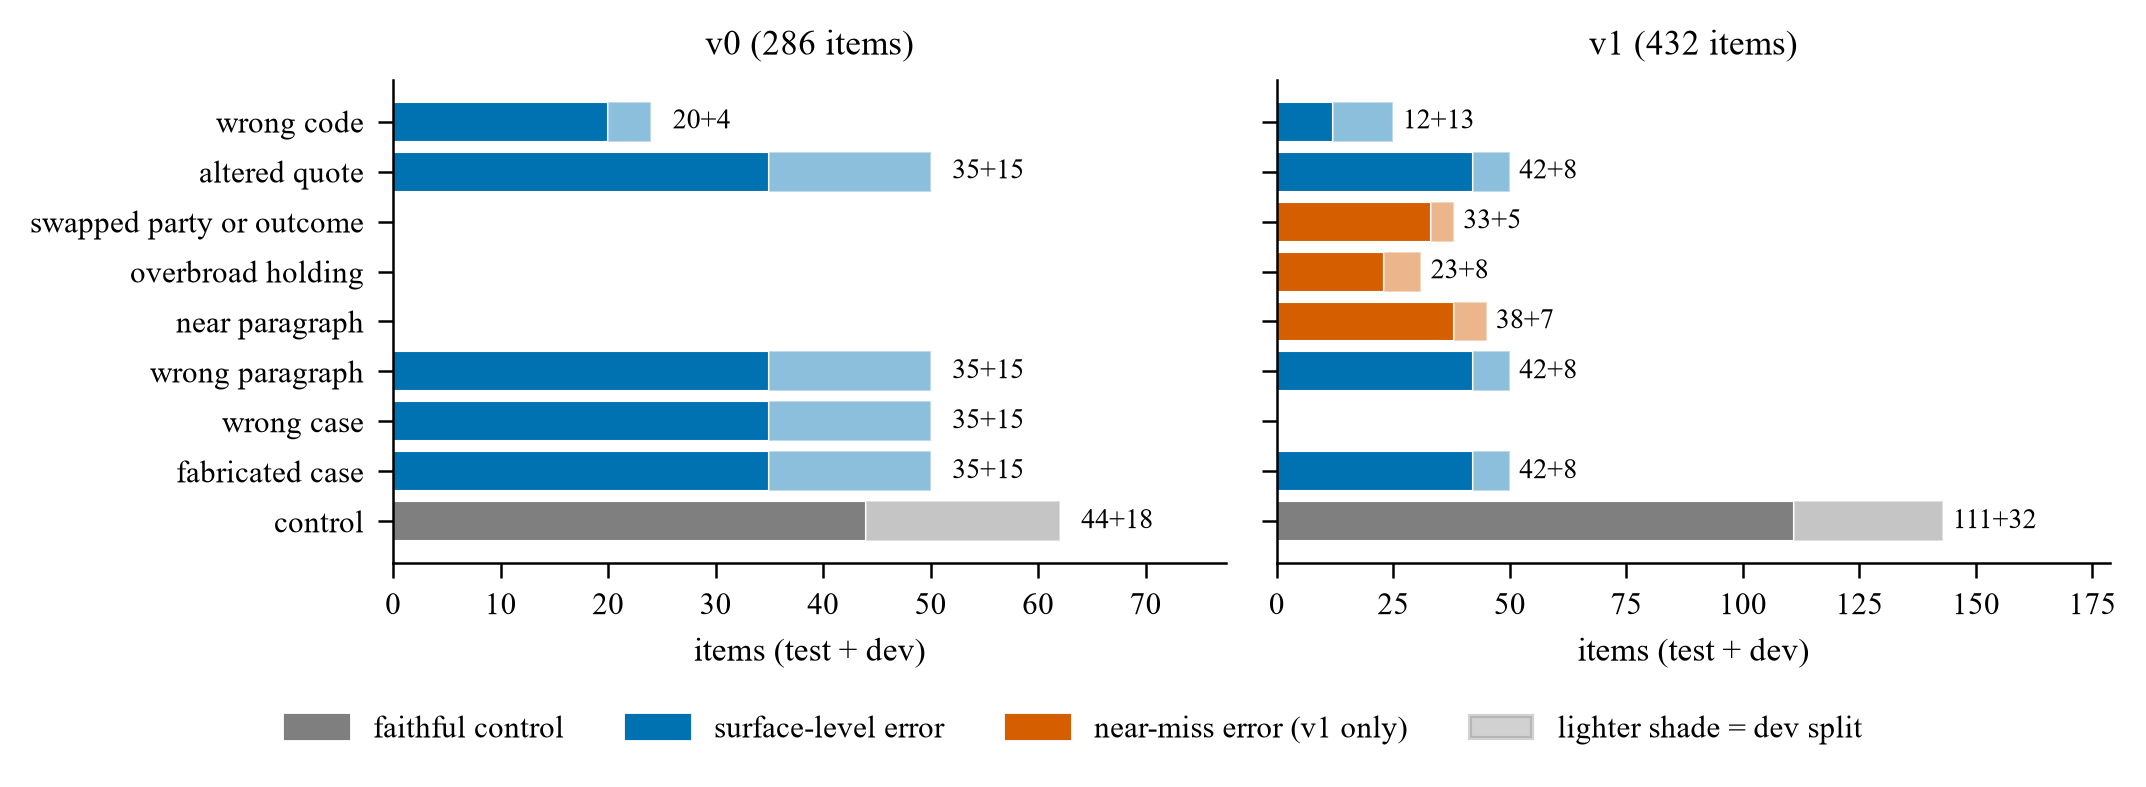 v0 (286 items)
wrong code
altered quote
swapped party or outcome
overbroad holding
near paragraph
wrong paragraph
wrong case
fabricated case
control
20+4
35+15
35+15
35+15
35+15
44+18
0 10 20 30 40 50 60 70
items (test + dev)
v1 (432 items)
12+13
42+8
33+5
23+8
38+7
42+8
42+8
111+32
0 25 50 75 100 125 150 175
items (test + dev)
faithful control
surface-level error
near-miss error (v1 only)
lighter shade = dev split